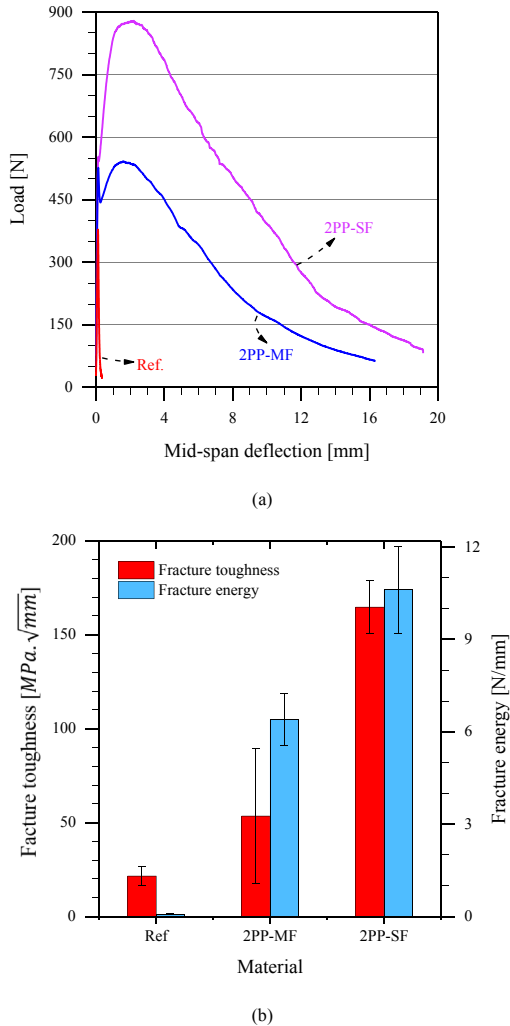 900
750
600
450
300
150
0
Load [N]
2PP-SF
2PP-MF
Ref.
0 4 8 12 16 20
Mid-span deflection [mm]
(a)
200
150
100
50
0
Facture toughness [MPa.√mm]
Fracture toughness
Fracture energy
12
9
6
3
0
Fracture energy [N/mm]
Ref 2PP-MF 2PP-SF
Material
(b)